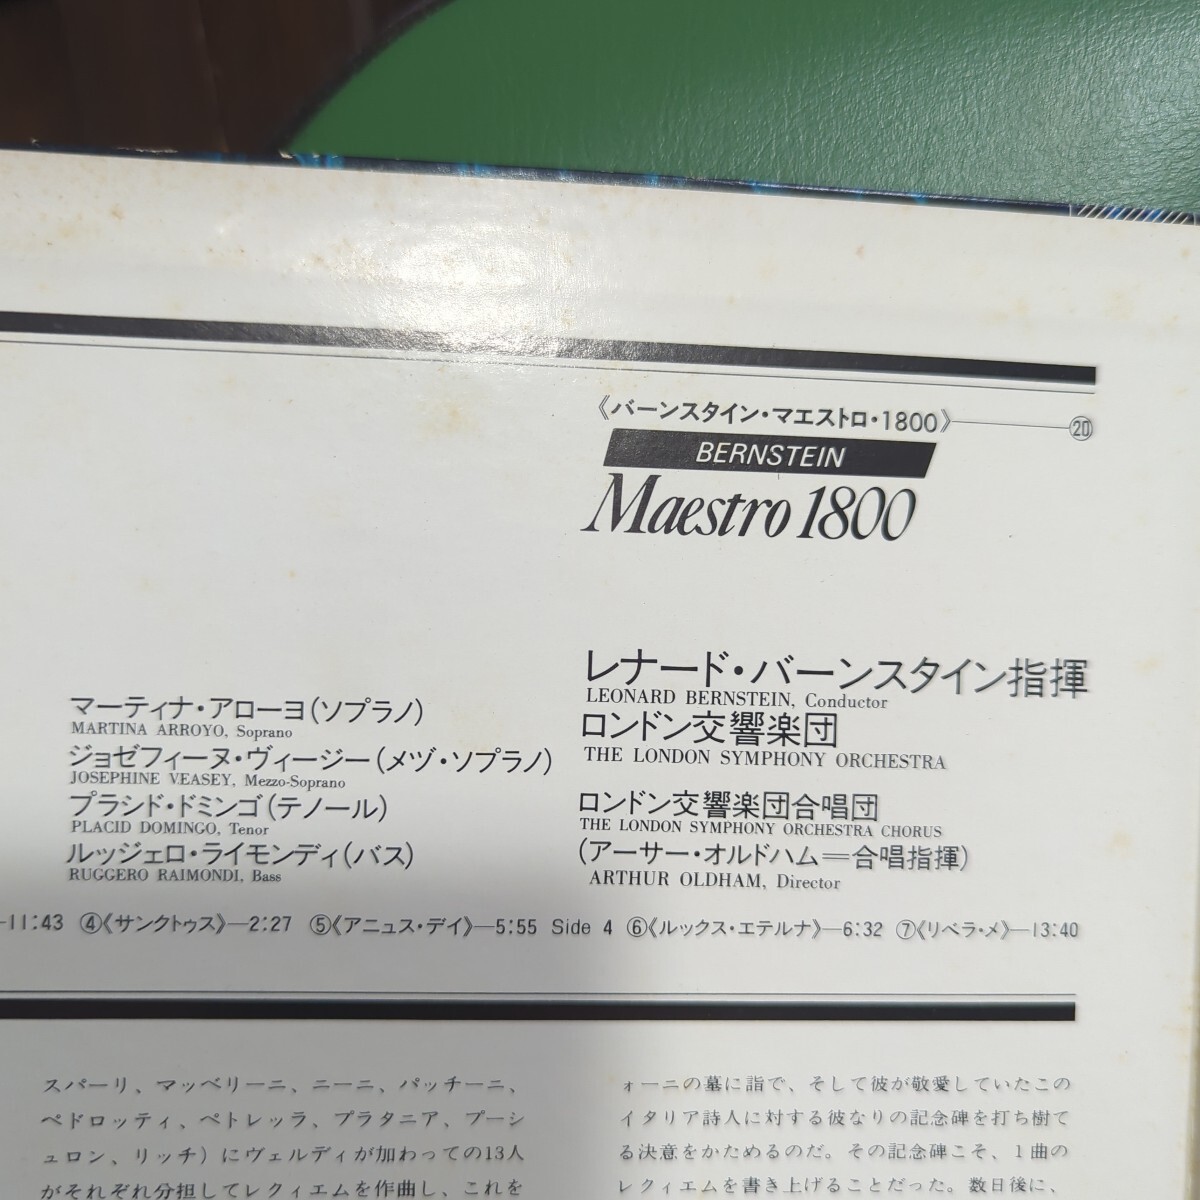 《バーンスタイン・マエストロ・1800》—⑳
BERNSTEIN
Maestro 1800
レナード・バーンスタイン指揮
LEONARD BERNSTEIN, Conductor
ロンドン交響楽団
THE LONDON SYMPHONY ORCHESTRA
ロンドン交響楽団合唱団
THE LONDON SYMPHONY ORCHESTRA CHORUS
(アーサー・オルドハム=合唱指揮)
ARTHUR OLDHAM, Director
マーティナ・アローヨ(ソプラノ)
MARTINA ARROYO, Soprano
ジョゼフィーヌ・ヴィージー(メヅ・ソプラノ)
JOSEPHINE VEASEY, Mezzo-Soprano
プラシド・ドミンゴ(テノール)
PLACID DOMINGO, Tenor
ルッジェロ・ライモンディ(バス)
RUGGERO RAIMONDI, Bass
—11:43 ④《サンクトゥス》—2:27 ⑤《アニュス・デイ》—5:55 Side 4 ⑥《ルックス・エテルナ》—6:32 ⑦《リベラ・メ》—13:40
スパーリ、マッベリーニ、ニーニ、パッチーニ、
ペドロッティ、ペトレッラ、プラタニア、プーシ
ュロン、リッチ)にヴェルディが加わっての13人
がそれぞれ分担してレクィエムを作曲し、これを
ォーニの墓に詣で、そして彼が敬愛していたこの
イタリア詩人に対する彼なりの記念碑を打ち樹て
る決意をかためるのだ。その記念碑こそ、1曲の
レクィエムを書き上げることだった。数日後に、